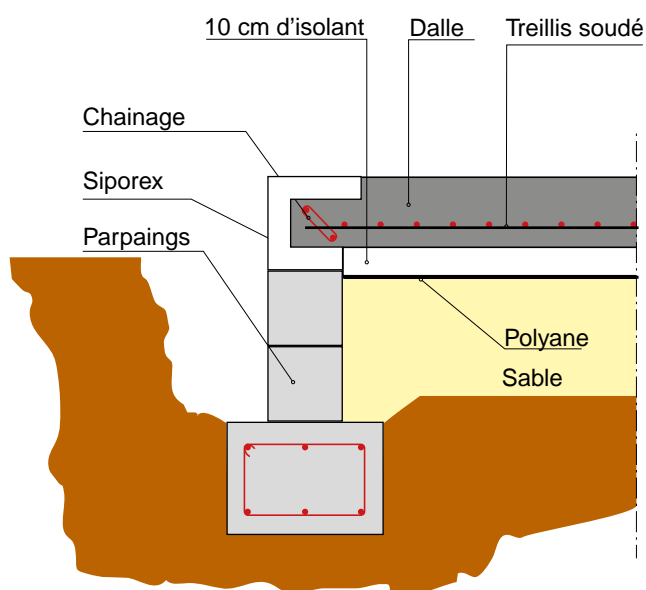 10 cm d’isolant
Dalle
Treillis soudé
Chainage
Siporex
Parpaings
Polyane
Sable